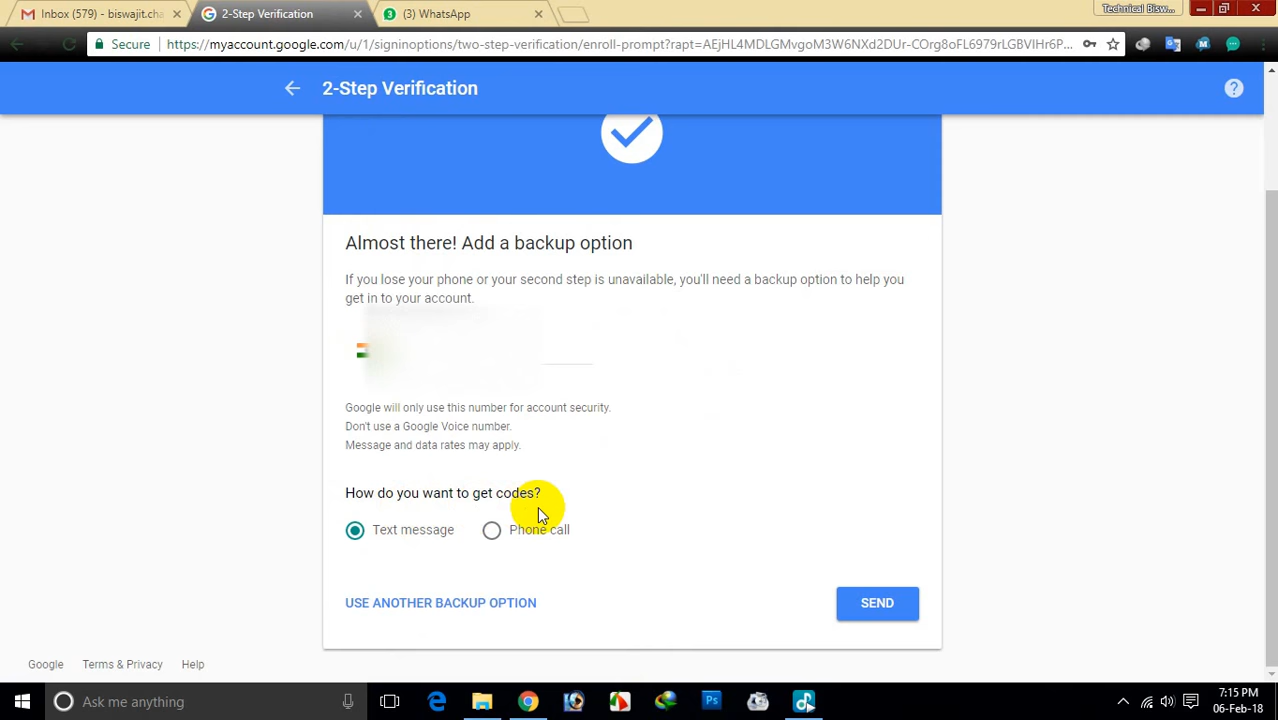 Inbox (579) - biswajit.cha
2-Step Verification
(3) WhatsApp
Technical Bisw...
Secure
https://myaccount.google.com/u/1/signinoptions/two-step-verification/enroll-prompt?rapt=AEjHL4MDLGMvgoM3W6NXd2DUr-COrg8oFL6979rLGBVIHr6P...
2-Step Verification
Almost there! Add a backup option
If you lose your phone or your second step is unavailable, you'll need a backup option to help you
get in to your account.
Google will only use this number for account security.
Don't use a Google Voice number.
Message and data rates may apply.
How do you want to get codes?
Text message
Phone call
USE ANOTHER BACKUP OPTION
SEND
Google
Terms & Privacy
Help
Ask me anything
Ps
7:15 PM
06-Feb-18